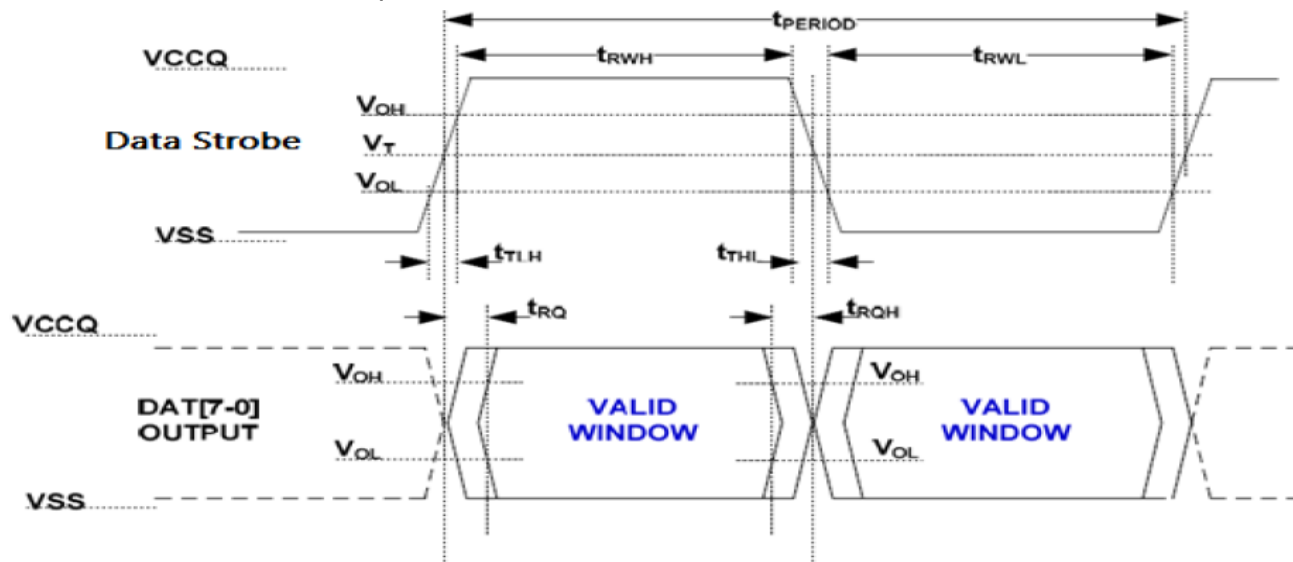 tPERIOD
VCCQ
tRWH
tRWL
VOH
Data Strobe
VT
VOL
VSS
tTLH
tTHL
VCCQ
tRQ
tRQH
VOH
VOH
DAT[7-0]
OUTPUT
VALID
WINDOW
VALID
WINDOW
VOL
VOL
VSS